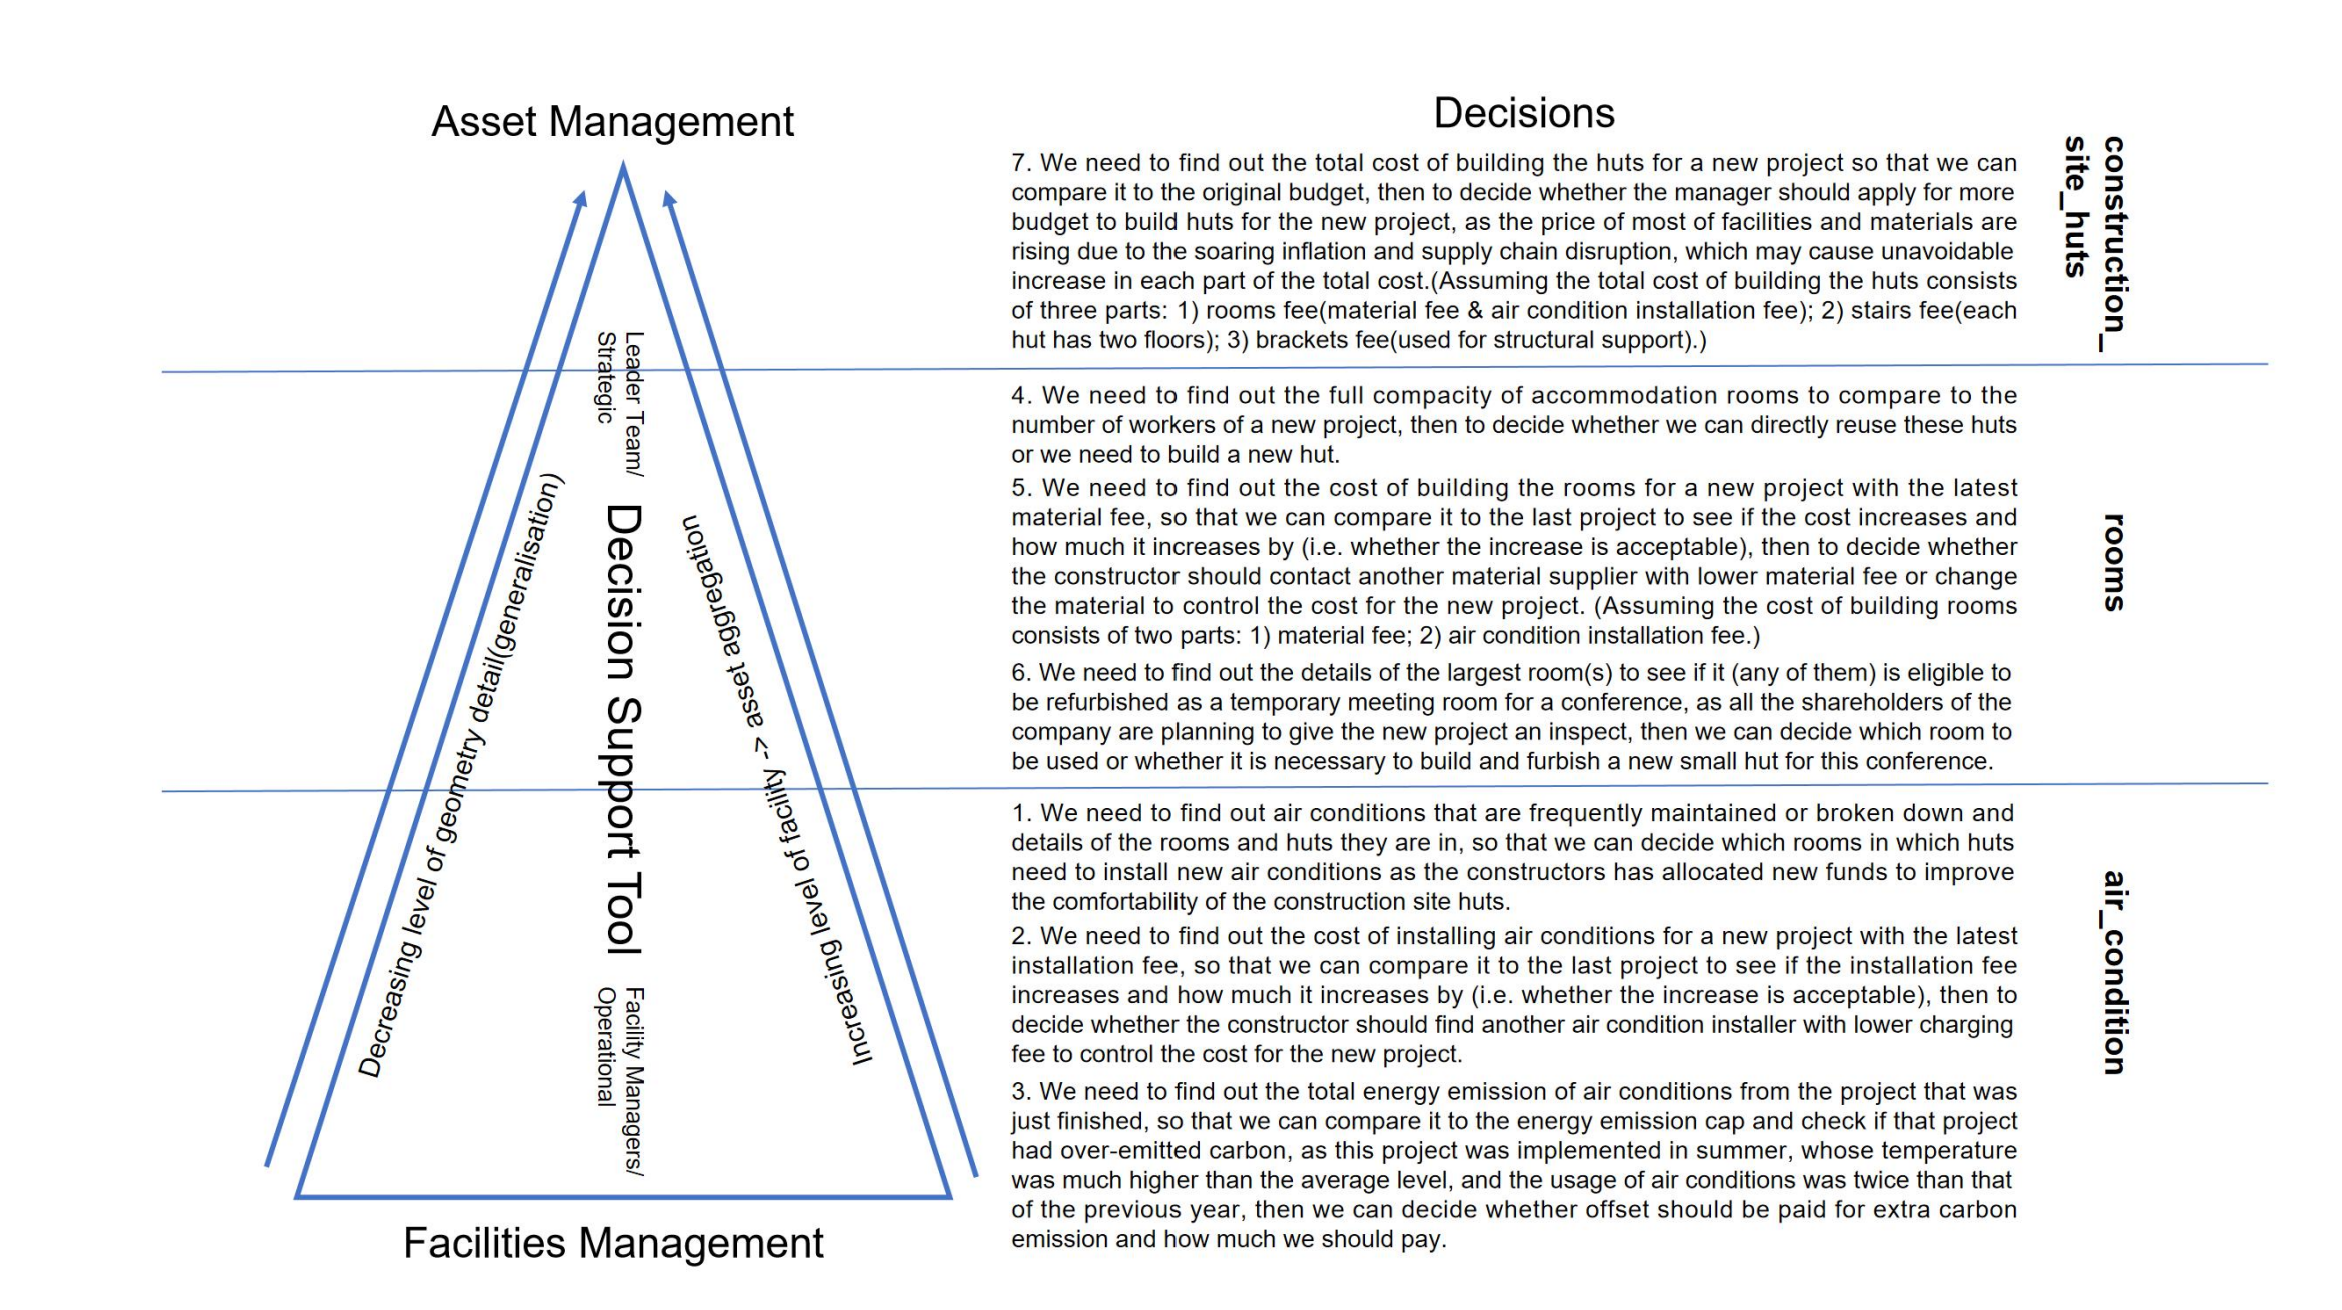 Asset Management
Decreasing level of geometry detail(generalisation)
Leader Team/
Strategic
Decision Support Tool
Facility Managers/
Operational
Increasing level of facility -> asset aggregation
Facilities Management
Decisions
7. We need to find out the total cost of building the huts for a new project so that we can
compare it to the original budget, then to decide whether the manager should apply for more
budget to build huts for the new project, as the price of most of facilities and materials are
rising due to the soaring inflation and supply chain disruption, which may cause unavoidable
increase in each part of the total cost.(Assuming the total cost of building the huts consists
of three parts: 1) rooms fee(material fee & air condition installation fee); 2) stairs fee(each
hut has two floors); 3) brackets fee(used for structural support).)
construction_
site_huts
4. We need to find out the full compacity of accommodation rooms to compare to the
number of workers of a new project, then to decide whether we can directly reuse these huts
or we need to build a new hut.
5. We need to find out the cost of building the rooms for a new project with the latest
material fee, so that we can compare it to the last project to see if the cost increases and
how much it increases by (i.e. whether the increase is acceptable), then to decide whether
the constructor should contact another material supplier with lower material fee or change
the material to control the cost for the new project. (Assuming the cost of building rooms
consists of two parts: 1) material fee; 2) air condition installation fee.)
6. We need to find out the details of the largest room(s) to see if it (any of them) is eligible to
be refurbished as a temporary meeting room for a conference, as all the shareholders of the
company are planning to give the new project an inspect, then we can decide which room to
be used or whether it is necessary to build and furbish a new small hut for this conference.
rooms
1. We need to find out air conditions that are frequently maintained or broken down and
details of the rooms and huts they are in, so that we can decide which rooms in which huts
need to install new air conditions as the constructors has allocated new funds to improve
the comfortability of the construction site huts.
2. We need to find out the cost of installing air conditions for a new project with the latest
installation fee, so that we can compare it to the last project to see if the installation fee
increases and how much it increases by (i.e. whether the increase is acceptable), then to
decide whether the constructor should find another air condition installer with lower charging
fee to control the cost for the new project.
3. We need to find out the total energy emission of air conditions from the project that was
just finished, so that we can compare it to the energy emission cap and check if that project
had over-emitted carbon, as this project was implemented in summer, whose temperature
was much higher than the average level, and the usage of air conditions was twice than that
of the previous year, then we can decide whether offset should be paid for extra carbon
emission and how much we should pay.
air_condition